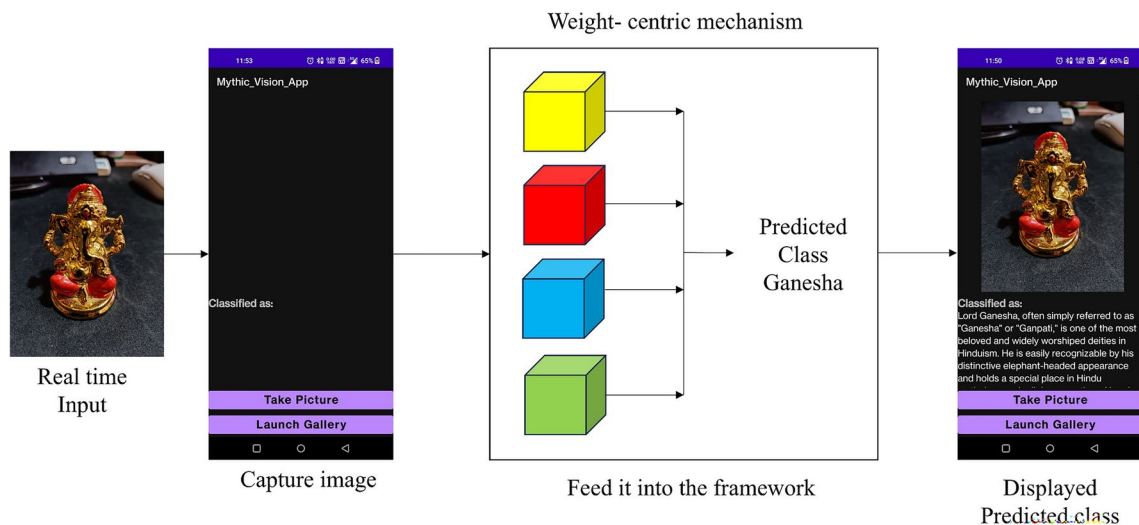 Weight- centric mechanism
11:53
65%
Mythic_Vision_App
Classified as:
Take Picture
Launch Gallery
Real time
Input
Capture image
Predicted
Class
Ganesha
Feed it into the framework
11:50
65%
Mythic_Vision_App
Classified as:
Lord Ganesha, often simply referred to as
"Ganesha" or "Ganpati," is one of the most
beloved and widely worshiped deities in
Hinduism. He is easily recognizable by his
distinctive elephant-headed appearance
and holds a special place in Hindu
Take Picture
Launch Gallery
Displayed
Predicted class